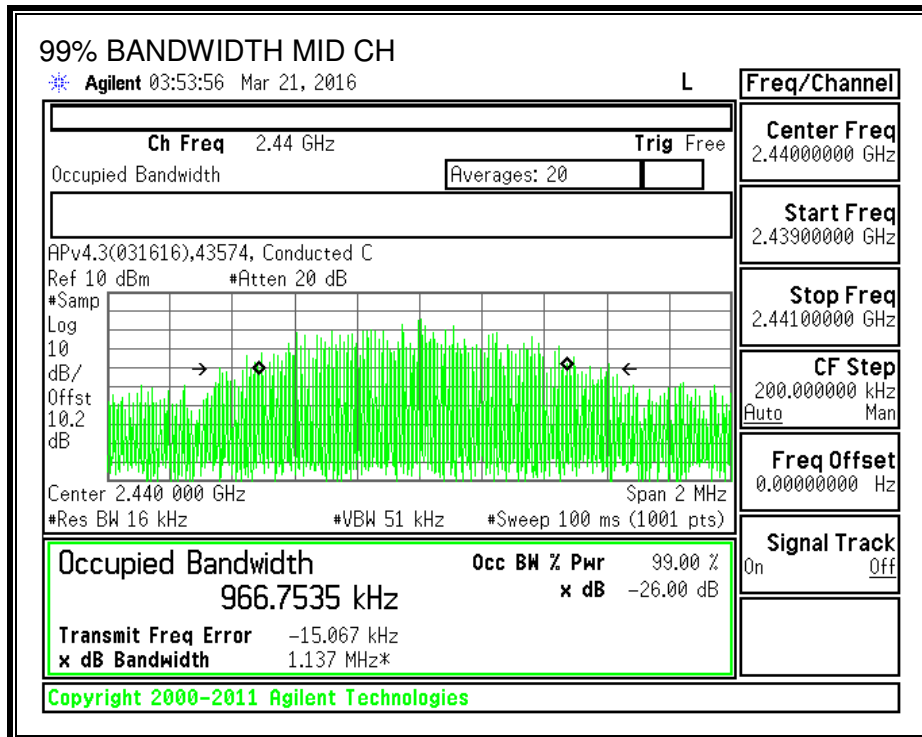 99% BANDWIDTH MID CH
Agilent 03:53:56 Mar 21, 2016 L
Freq/Channel
Ch Freq 2.44 GHz Trig Free
Occupied Bandwidth Averages: 20
APv4.3(031616),43574, Conducted C
Ref 10 dBm #Atten 20 dB
#Samp
Log
10
dB/
Offst
10.2
dB
Center 2.440 000 GHz Span 2 MHz
#Res BW 16 kHz #VBW 51 kHz #Sweep 100 ms (1001 pts)
Occupied Bandwidth Occ BW % Pwr 99.00 %
966.7535 kHz x dB -26.00 dB
Transmit Freq Error -15.067 kHz
x dB Bandwidth 1.137 MHz*
Copyright 2000-2011 Agilent Technologies
Center Freq
2.44000000 GHz
Start Freq
2.43900000 GHz
Stop Freq
2.44100000 GHz
CF Step
200.000000 kHz
Auto Man
Freq Offset
0.00000000 Hz
Signal Track
On Off